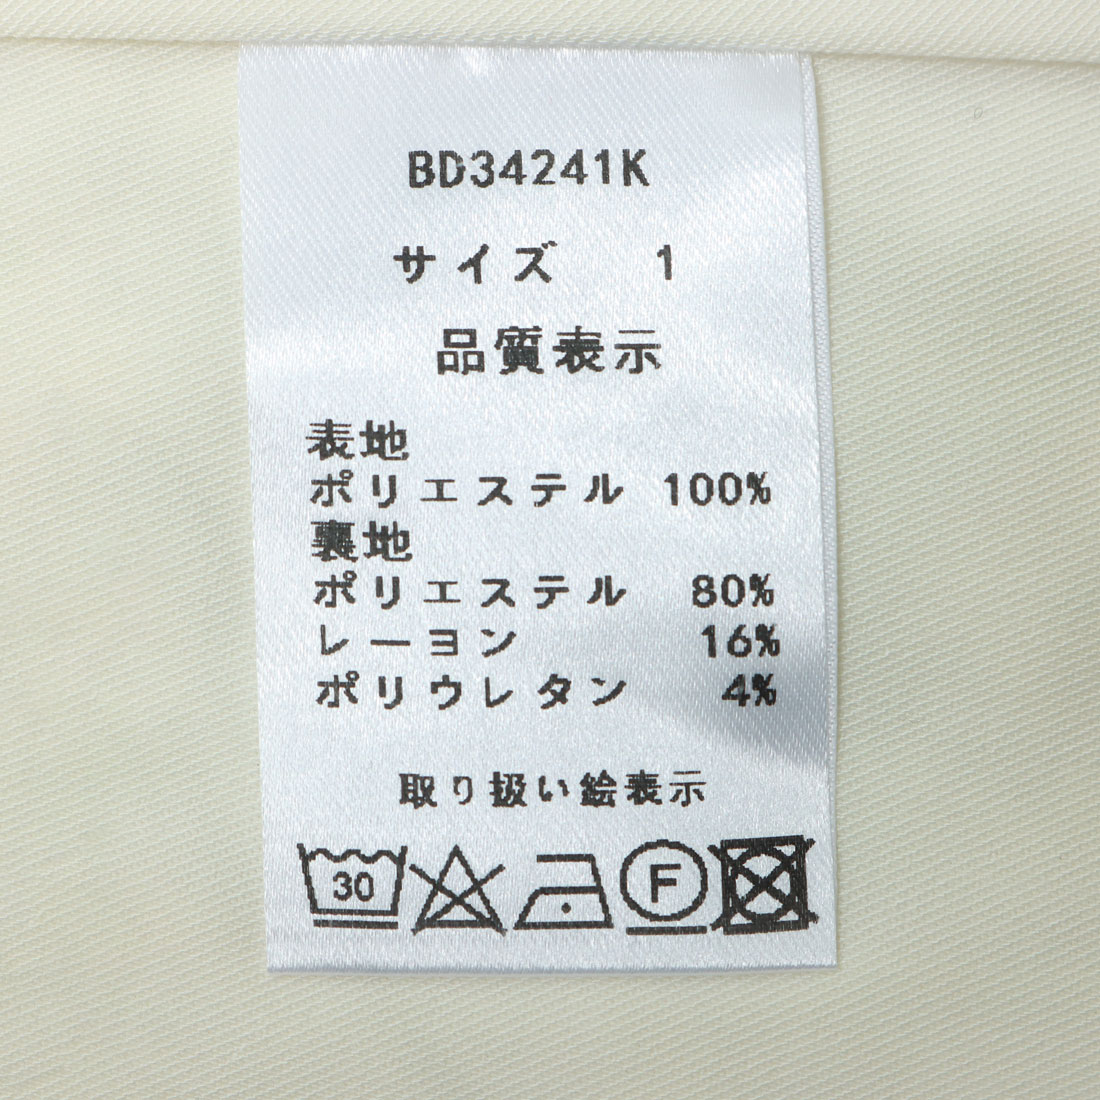 BD34241K
サイズ 1
品質表示
表地
ポリエステル 100%
裏地
ポリエステル 80%
レーヨン 16%
ポリウレタン 4%
取り扱い絵表示
30 F